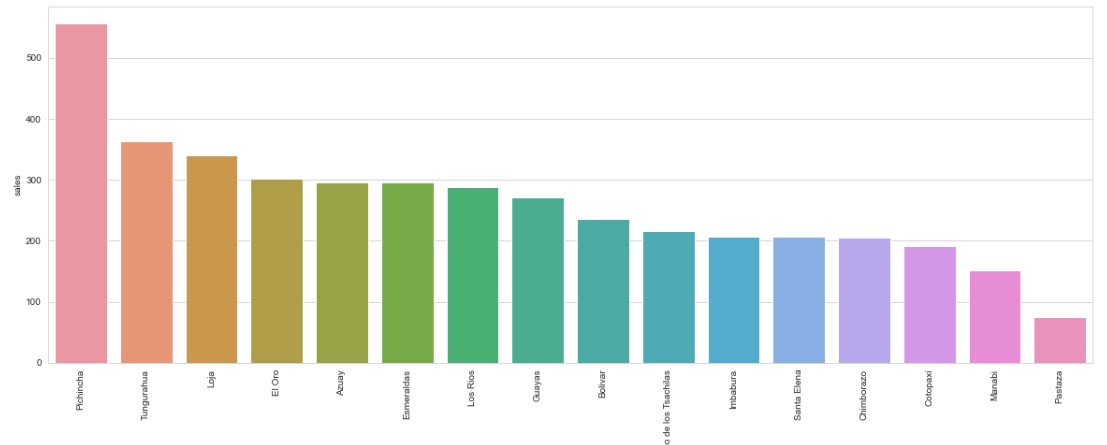 500
400
300
200
100
0
sales
Pichincha
Tungurahua
Loja
El Oro
Azuay
Esmeraldas
Los Rios
Guayas
Bolivar
o de los Tsachilas
Imbabura
Santa Elena
Chimborazo
Cotopaxi
Manabi
Pastaza